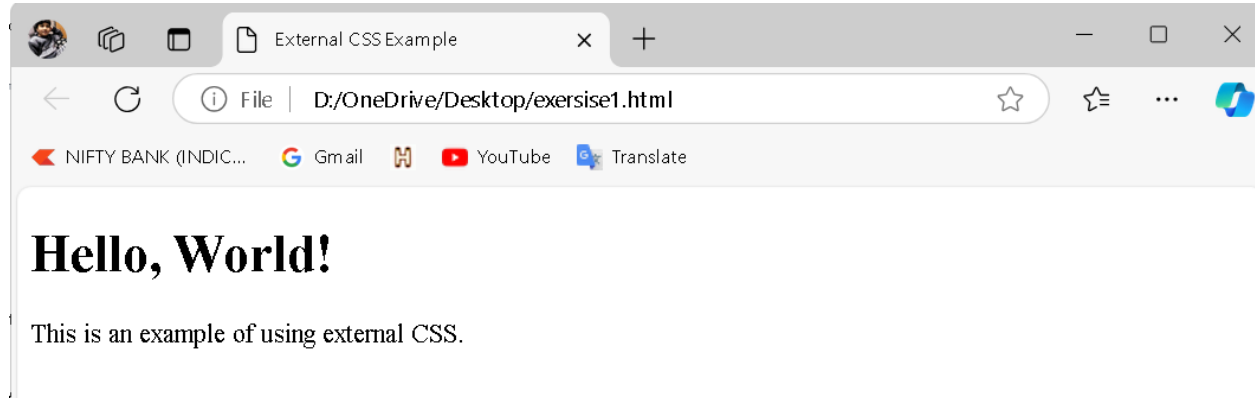 External CSS Example
File D:/OneDrive/Desktop/exersise1.html
NIFTY BANK (INDIC... Gmail YouTube Translate
Hello, World!
This is an example of using external CSS.